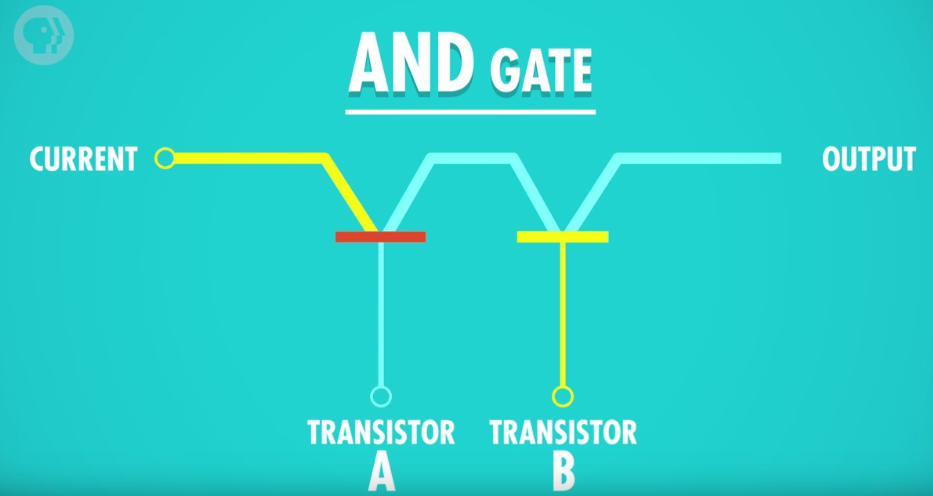 AND GATE
CURRENT
OUTPUT
TRANSISTOR
A
TRANSISTOR
B